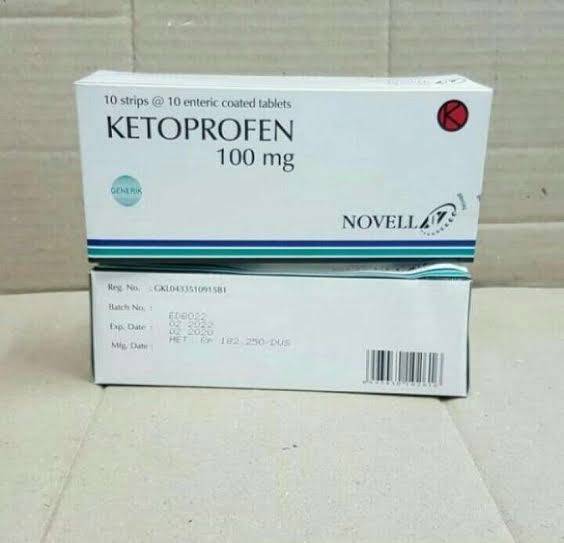 10 strips @ 10 enteric coated tablets
KETOPROFEN
100 mg
K
GENERIK
NOVELL
Reg. No. : GKL0433510915B1
Batch No. :
ED8022
Exp. Date :
02 2022
02 2020
Mfg. Date :
HET 182.250/DUS